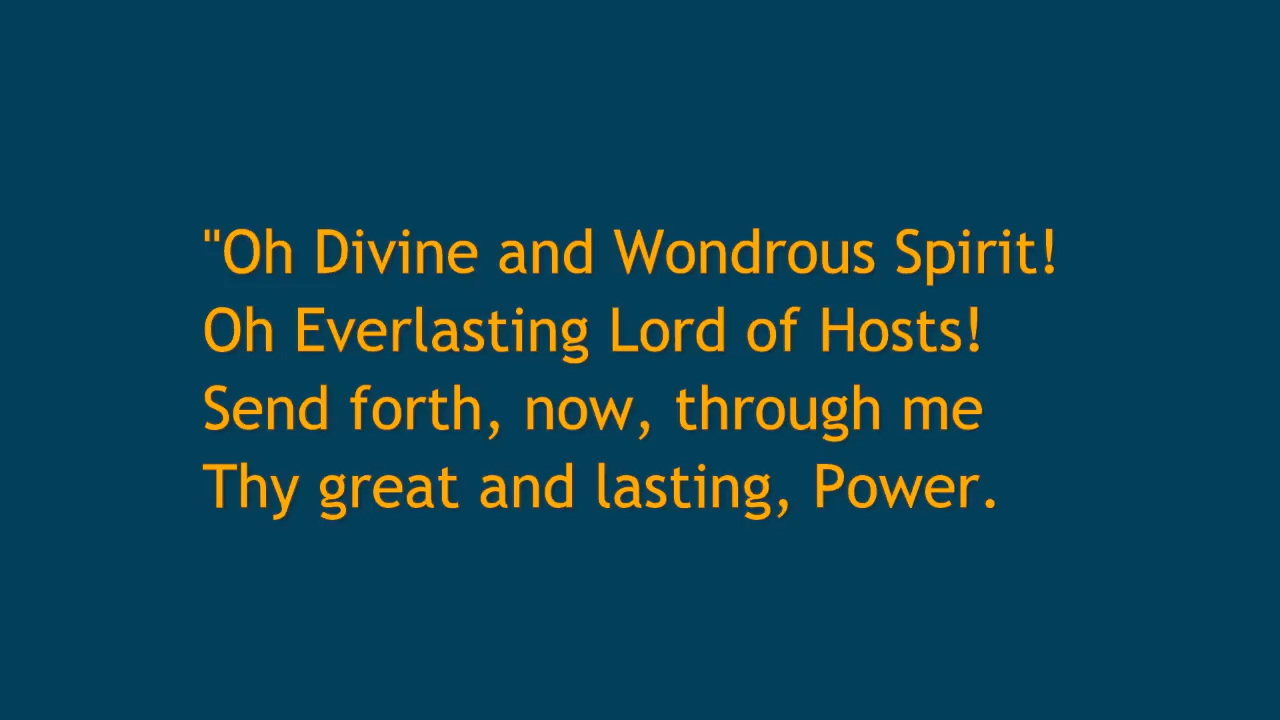 "Oh Divine and Wondrous Spirit!
Oh Everlasting Lord of Hosts!
Send forth, now, through me
Thy great and lasting, Power.